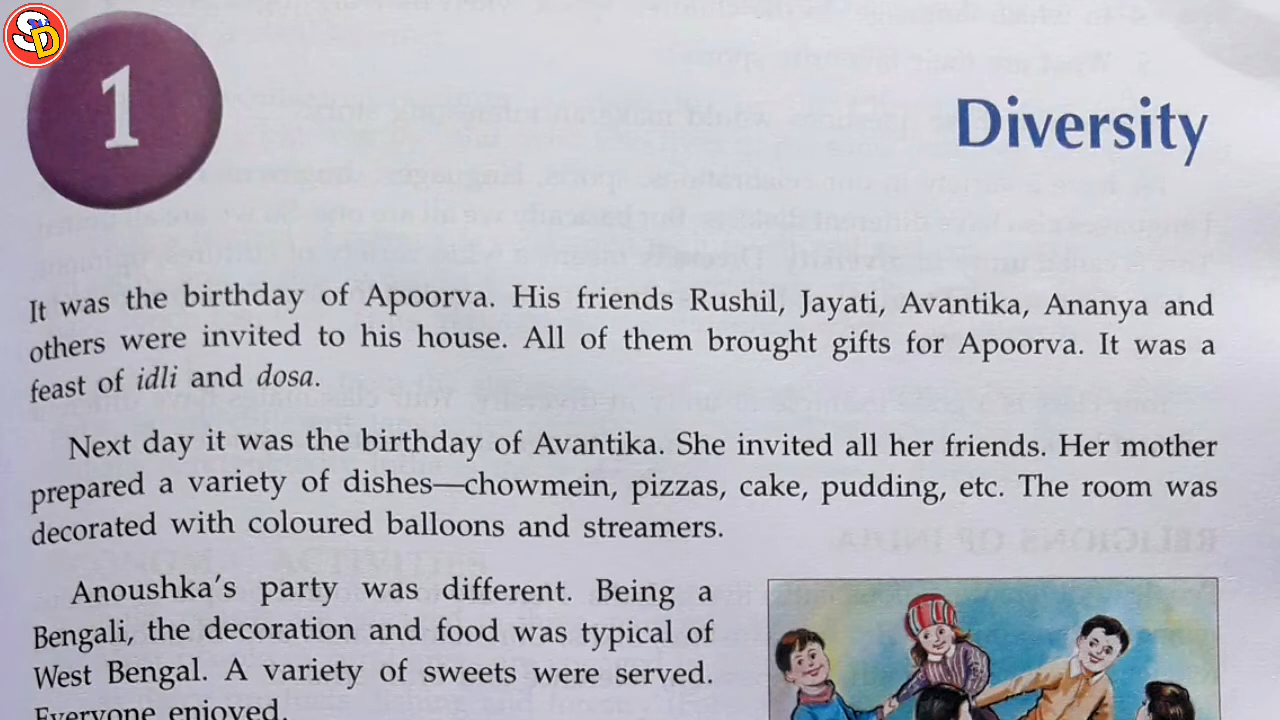 SD
1
Diversity
It was the birthday of Apoorva. His friends Rushil, Jayati, Avantika, Ananya and
others were invited to his house. All of them brought gifts for Apoorva. It was a
feast of idli and dosa.
Next day it was the birthday of Avantika. She invited all her friends. Her mother
prepared a variety of dishes—chowmein, pizzas, cake, pudding, etc. The room was
decorated with coloured balloons and streamers.
Anoushka's party was different. Being a
Bengali, the decoration and food was typical of
West Bengal. A variety of sweets were served.
Everyone enjoyed.